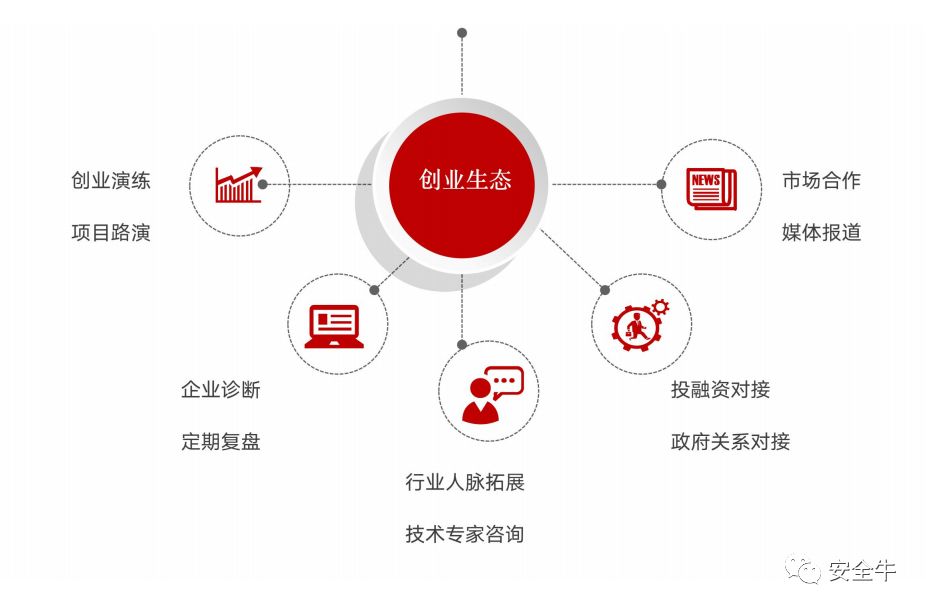 创业生态
创业演练
项目路演
NEWS
市场合作
媒体报道
企业诊断
定期复盘
投融资对接
政府关系对接
行业人脉拓展
技术专家咨询
安全牛